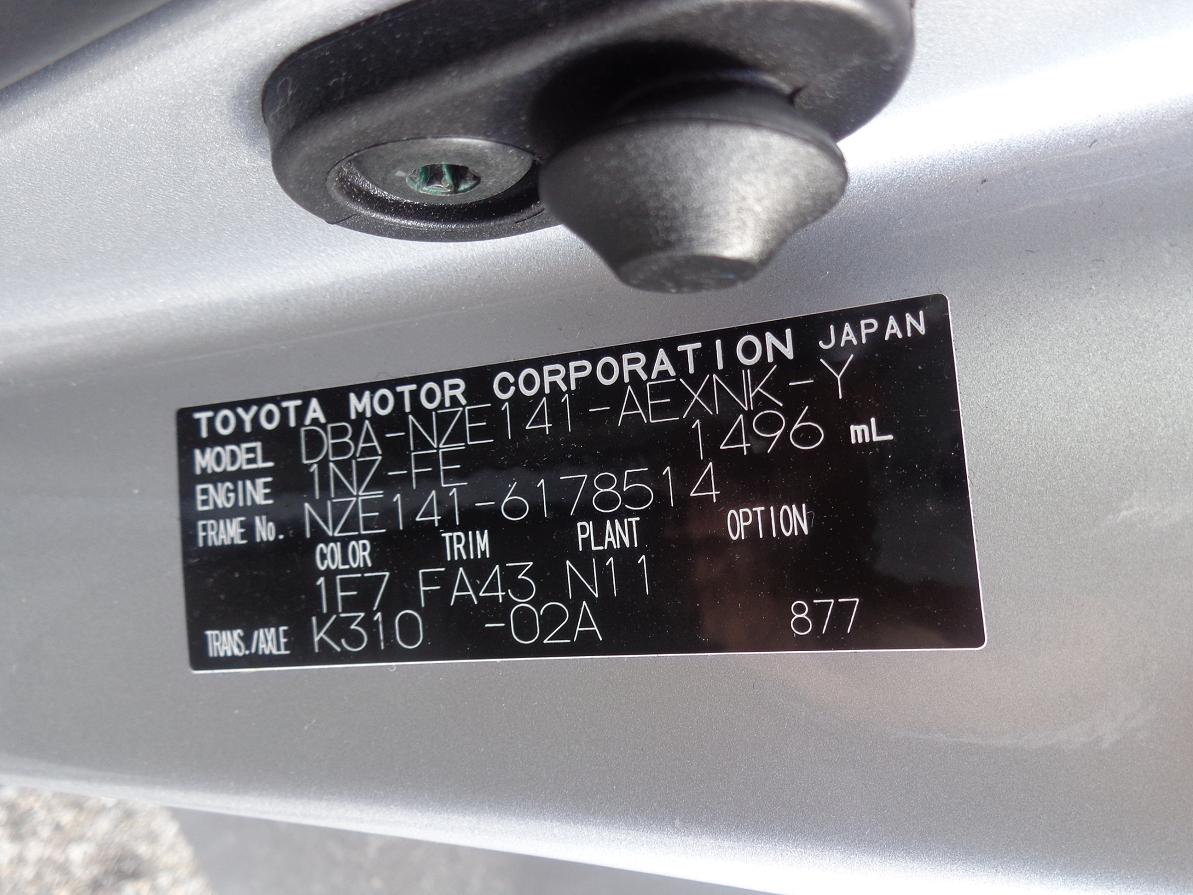 TOYOTA MOTOR CORPORATION JAPAN
MODEL DBA-NZE141-AEXNK-Y
ENGINE 1NZ-FE 1496 mL
FRAME No. NZE141-6178514
COLOR TRIM PLANT OPTION
1F7 FA43 N11
TRANS./AXLE K310 -02A 877